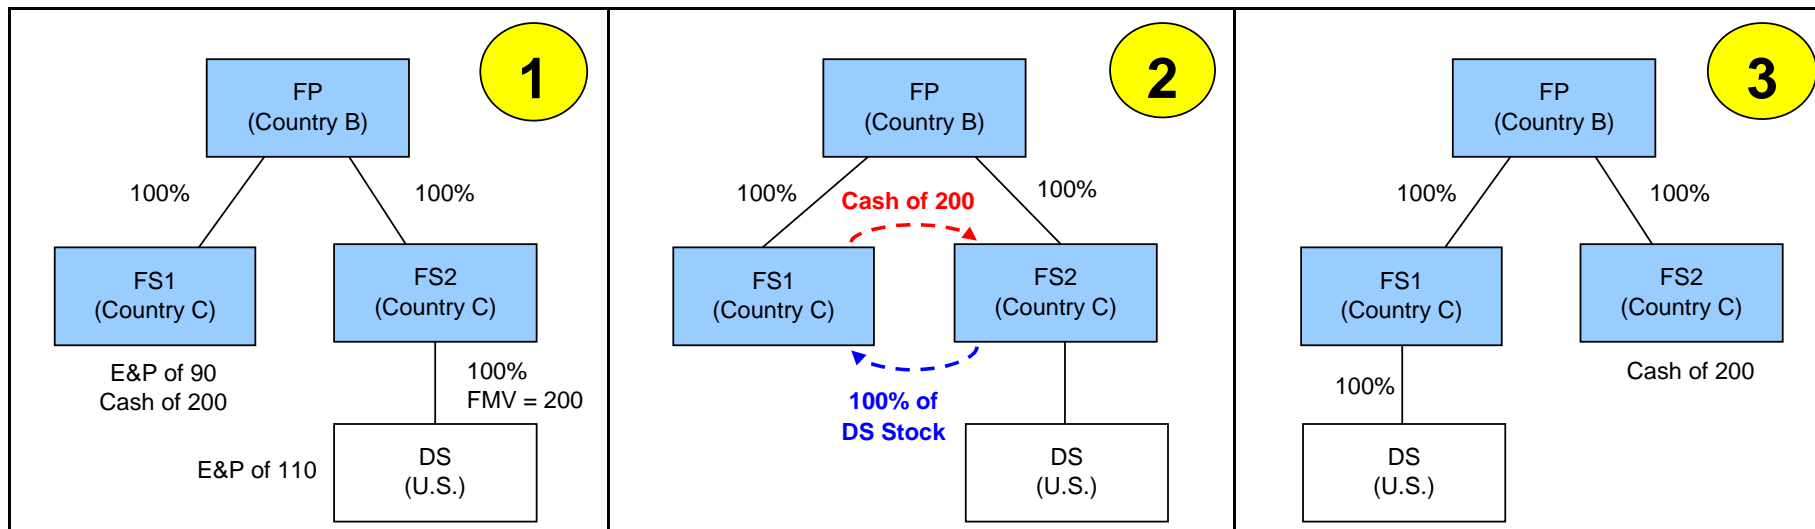 1
FP
(Country B)
100%
100%
FS1
(Country C)
FS2
(Country C)
E&P of 90
Cash of 200
100%
FMV = 200
E&P of 110
DS
(U.S.)
2
FP
(Country B)
100%
100%
Cash of 200
FS1
(Country C)
FS2
(Country C)
100% of
DS Stock
DS
(U.S.)
3
FP
(Country B)
100%
100%
FS1
(Country C)
FS2
(Country C)
Cash of 200
100%
DS
(U.S.)